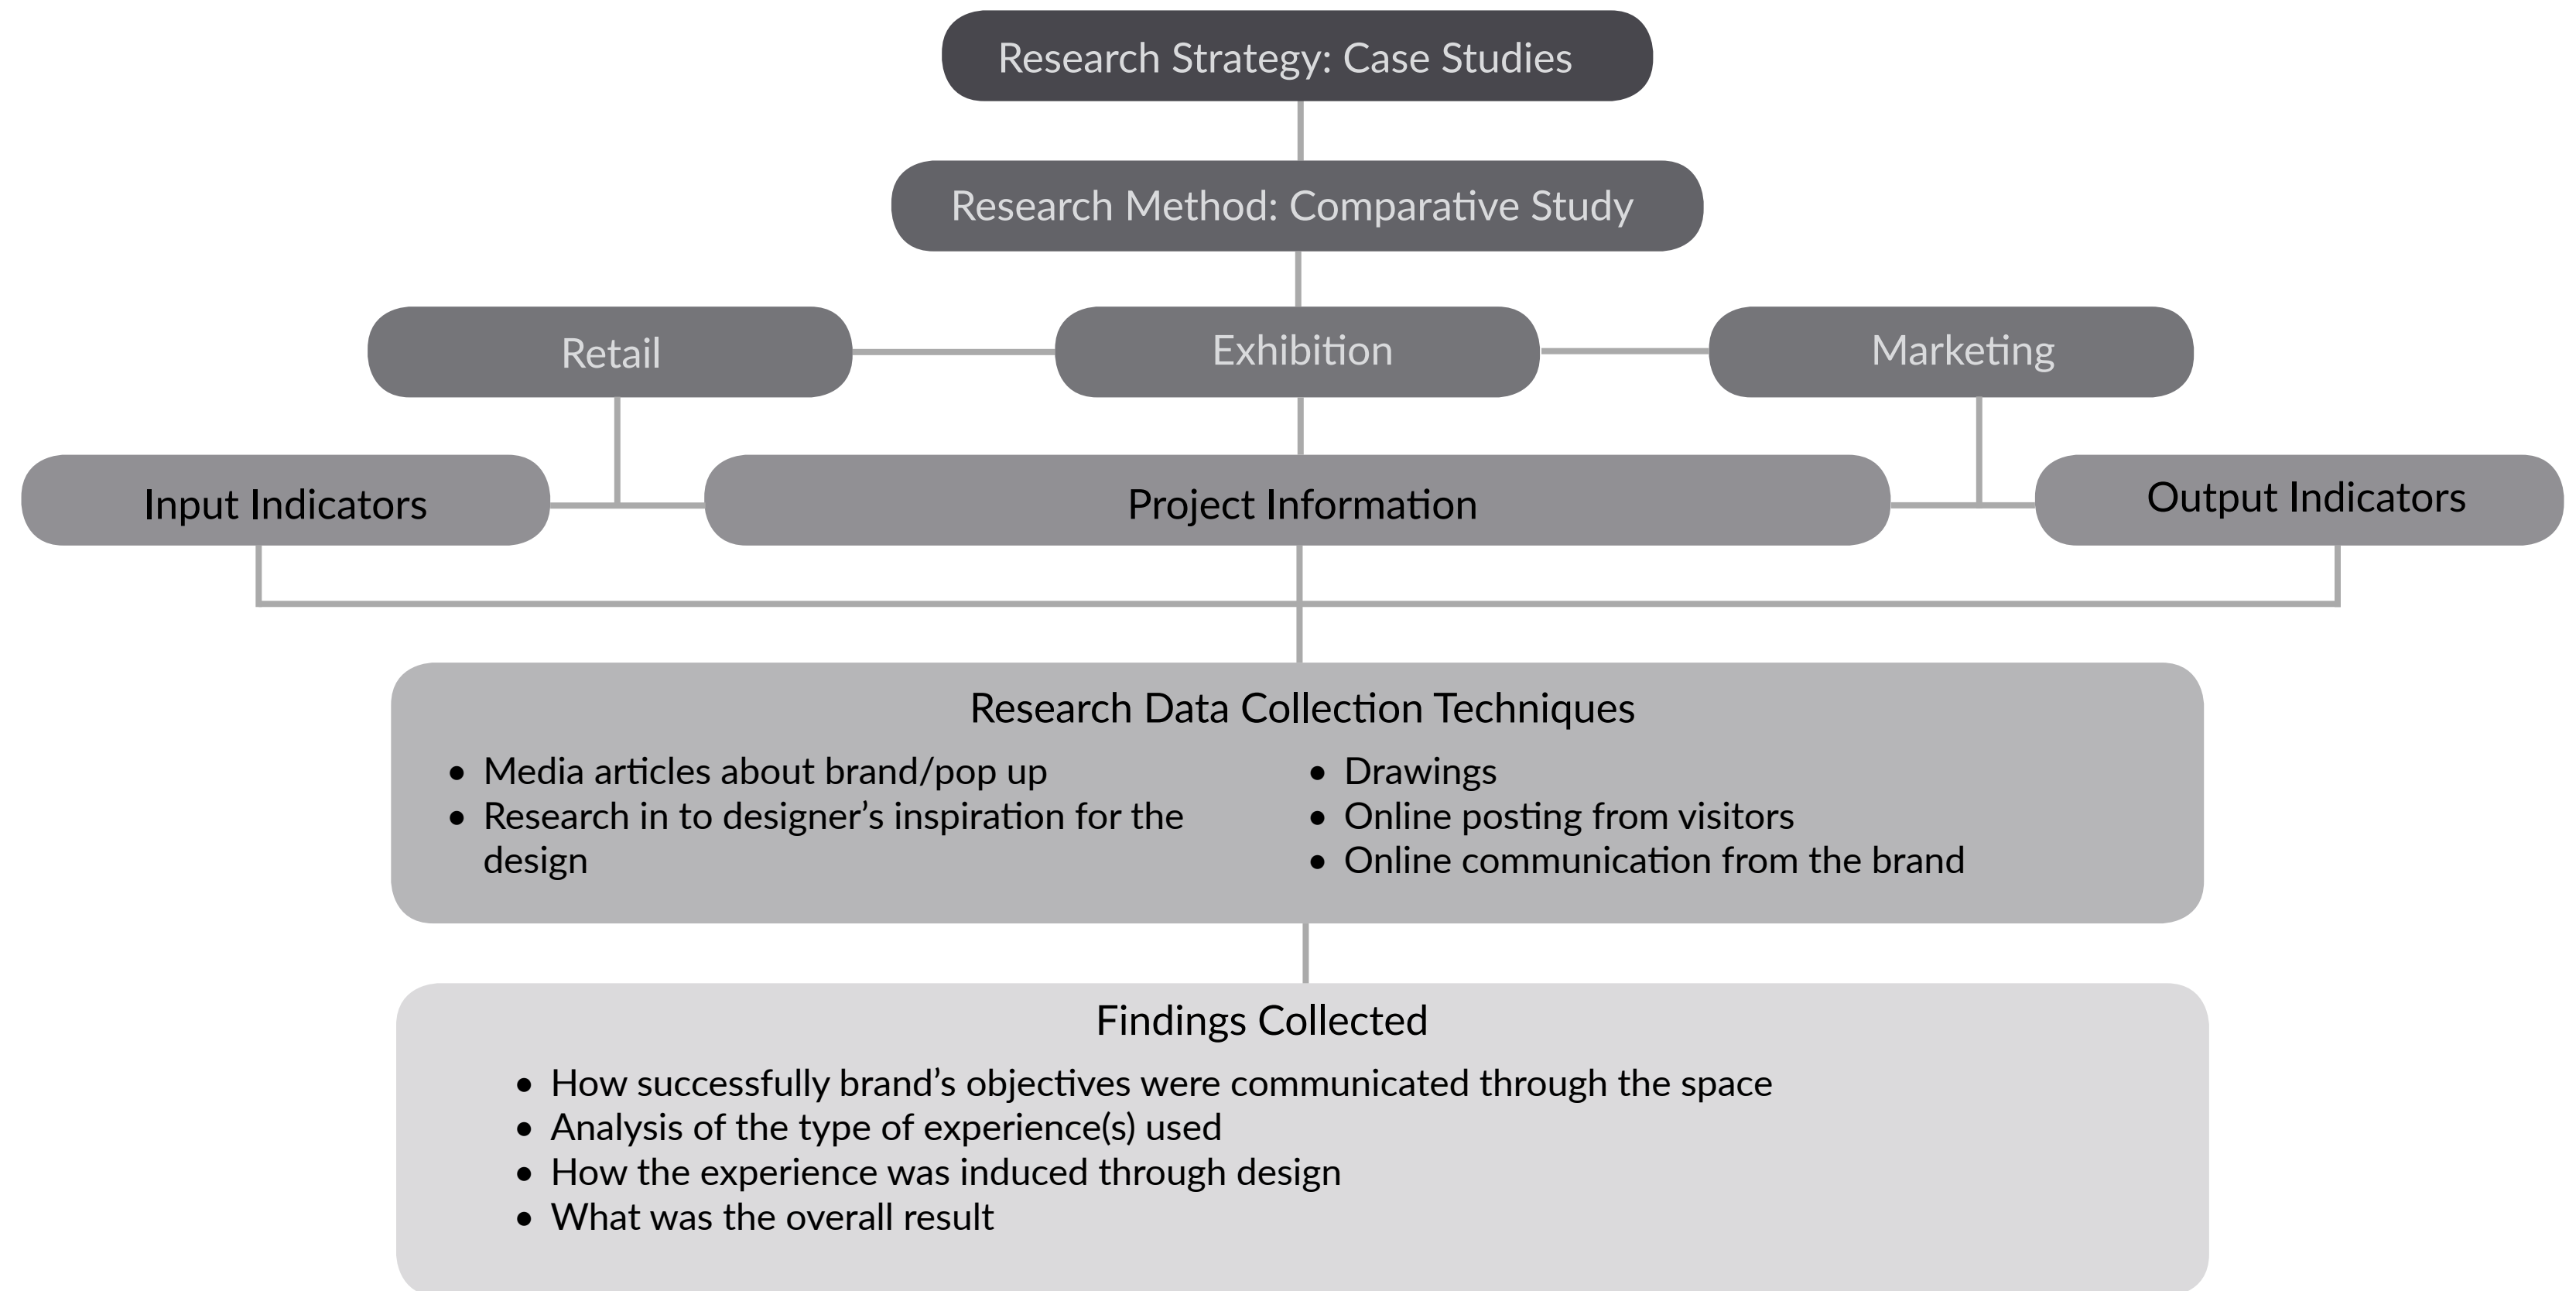 Research Strategy: Case Studies
Research Method: Comparative Study
Retail
Exhibition
Marketing
Input Indicators
Project Information
Output Indicators
Research Data Collection Techniques
• Media articles about brand/pop up
• Research in to designer’s inspiration for the
design
• Drawings
• Online posting from visitors
• Online communication from the brand
Findings Collected
• How successfully brand’s objectives were communicated through the space
• Analysis of the type of experience(s) used
• How the experience was induced through design
• What was the overall result